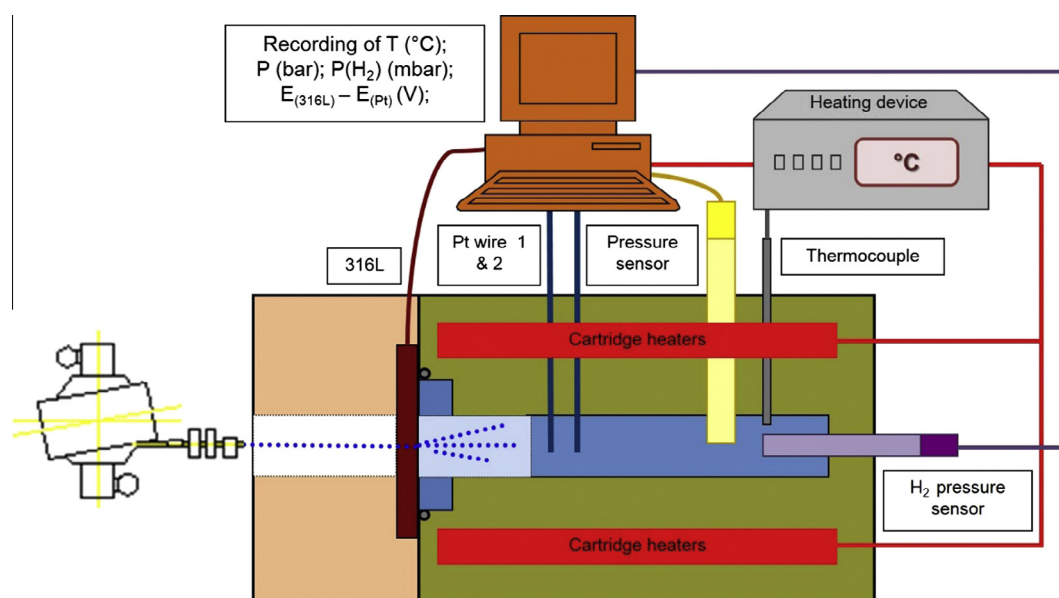 Recording of T (°C);
P (bar); P(H₂) (mbar);
E₍₃₁₆L₎ – E₍Pt₎ (V);
Heating device
°C
316L
Pt wire 1
& 2
Pressure
sensor
Thermocouple
Cartridge heaters
H₂ pressure
sensor
Cartridge heaters